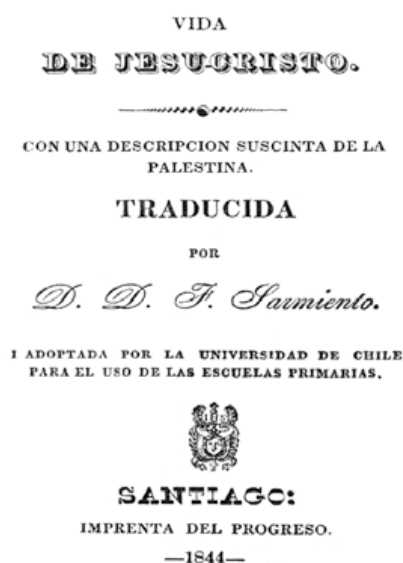 VIDA
DE JESUCRISTO.
CON UNA DESCRIPCION SUSCINTA DE LA
PALESTINA.
TRADUCIDA
POR
D. D. F. Sarmiento.
I ADOPTADA POR LA UNIVERSIDAD DE CHILE
PARA EL USO DE LAS ESCUELAS PRIMARIAS.
SANTIAGO:
IMPRENTA DEL PROGRESO.
—1844—